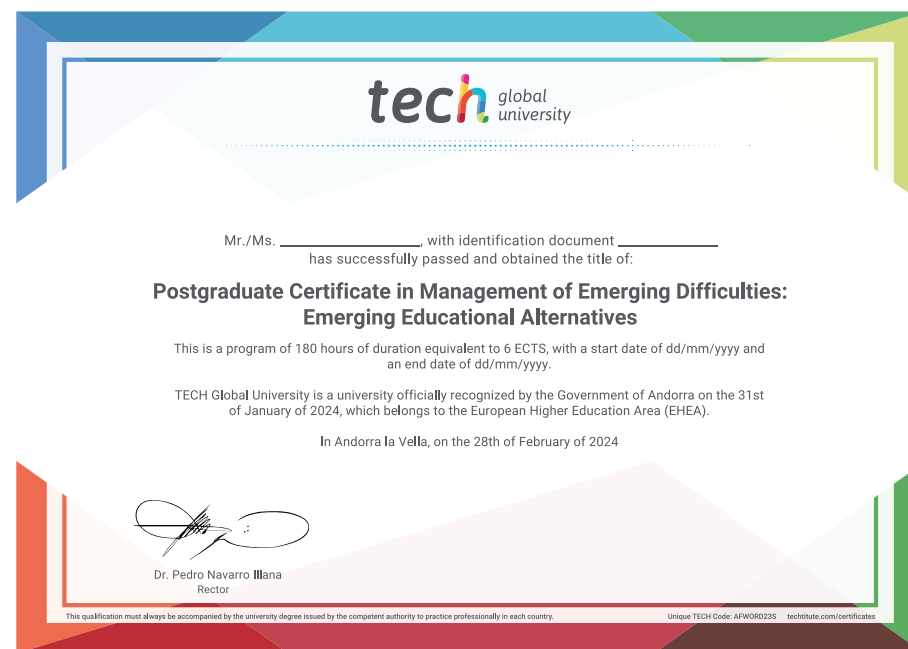 tech global university
Mr./Ms. ____________________, with identification document ______________
has successfully passed and obtained the title of:
Postgraduate Certificate in Management of Emerging Difficulties:
Emerging Educational Alternatives
This is a program of 180 hours of duration equivalent to 6 ECTS, with a start date of dd/mm/yyyy and
an end date of dd/mm/yyyy.
TECH Global University is a university officially recognized by the Government of Andorra on the 31st
of January of 2024, which belongs to the European Higher Education Area (EHEA).
In Andorra la Vella, on the 28th of February of 2024
Dr. Pedro Navarro Illana
Rector
This qualification must always be accompanied by the university degree issued by the competent authority to practice professionally in each country. Unique TECH Code: AFWORD23S techtitute.com/certificates